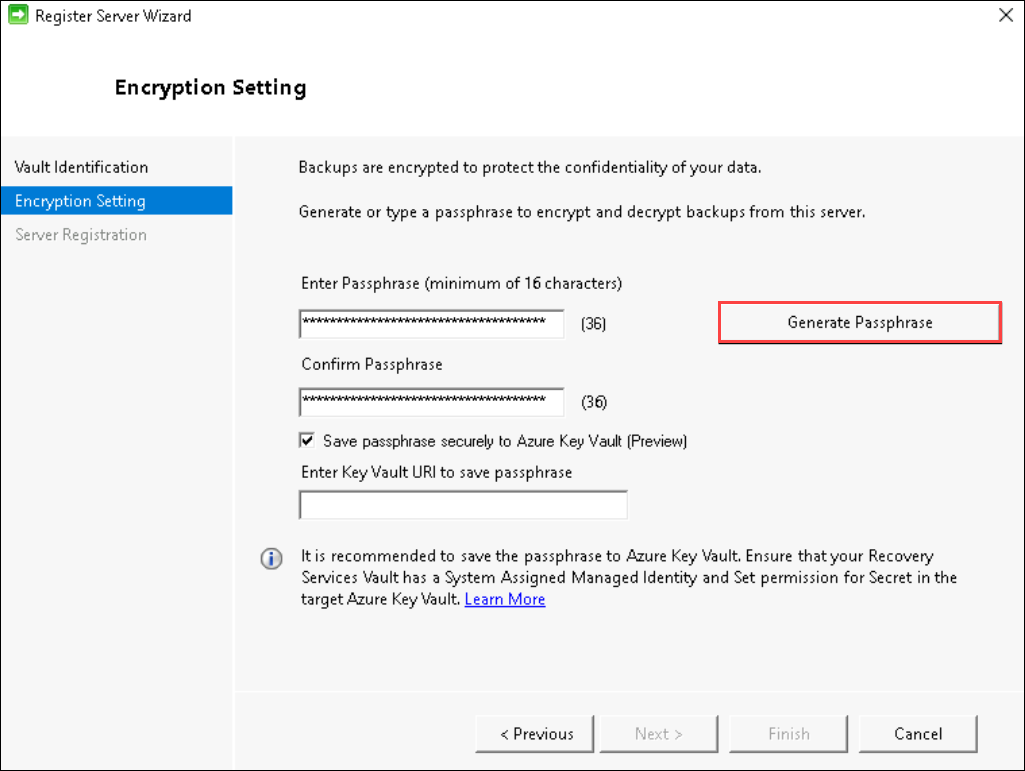 Register Server Wizard
Encryption Setting
Vault Identification
Encryption Setting
Server Registration
Backups are encrypted to protect the confidentiality of your data.
Generate or type a passphrase to encrypt and decrypt backups from this server.
Enter Passphrase (minimum of 16 characters)
************************************ (36)
Generate Passphrase
Confirm Passphrase
************************************ (36)
Save passphrase securely to Azure Key Vault (Preview)
Enter Key Vault URI to save passphrase
It is recommended to save the passphrase to Azure Key Vault. Ensure that your Recovery
Services Vault has a System Assigned Managed Identity and Set permission for Secret in the
target Azure Key Vault. Learn More
< Previous
Next >
Finish
Cancel